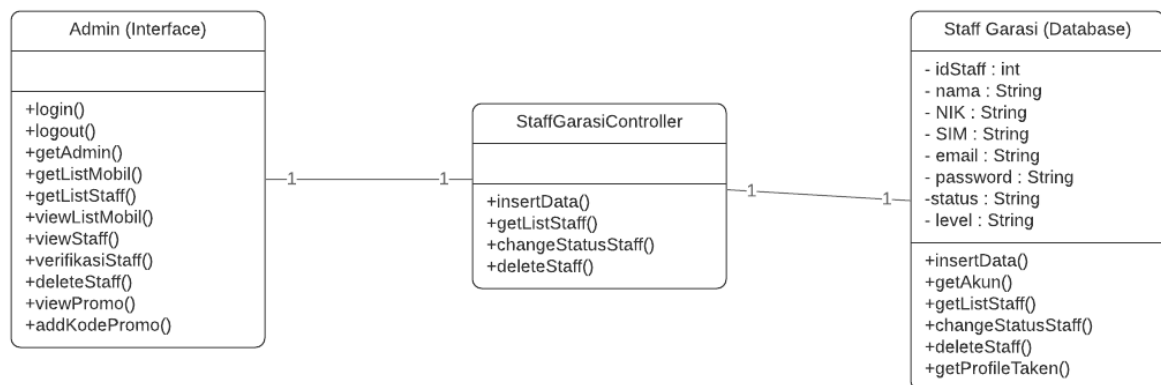 Admin (Interface)
+login()
+logout()
+getAdmin()
+getListMobil()
+getListStaff()
+viewListMobil()
+viewStaff()
+verifikasiStaff()
+deleteStaff()
+viewPromo()
+addKodePromo()
1
1
StaffGarasiController
+insertData()
+getListStaff()
+changeStatusStaff()
+deleteStaff()
1
1
Staff Garasi (Database)
- idStaff : int
- nama : String
- NIK : String
- SIM : String
- email : String
- password : String
-status : String
- level : String
+insertData()
+getAkun()
+getListStaff()
+changeStatusStaff()
+deleteStaff()
+getProfileTaken()